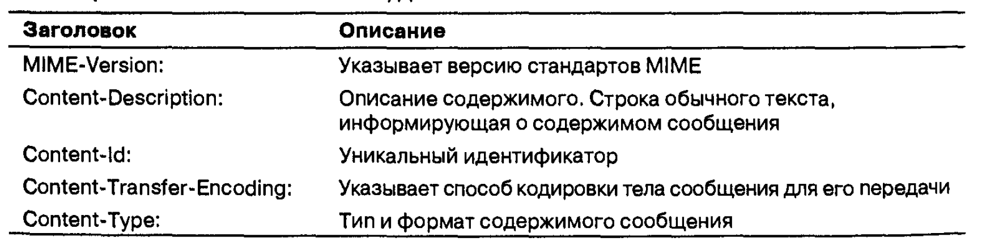 Заголовок Описание
MIME-Version: Указывает версию стандартов MIME
Content-Description: Описание содержимого. Строка обычного текста,
информирующая о содержимом сообщения
Content-Id: Уникальный идентификатор
Content-Transfer-Encoding: Указывает способ кодировки тела сообщения для его передачи
Content-Type: Тип и формат содержимого сообщения